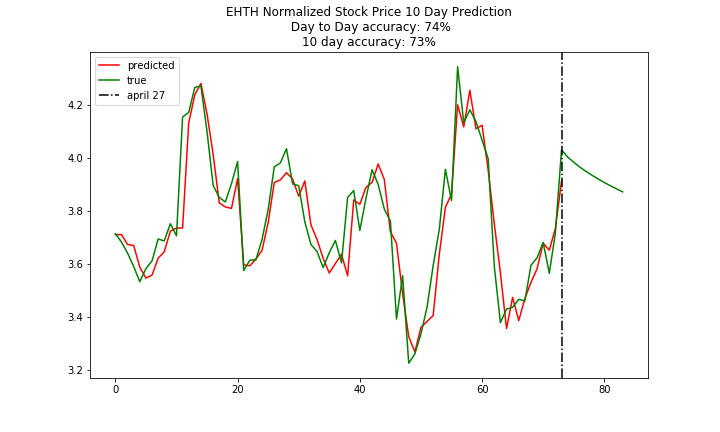 EHTH Normalized Stock Price 10 Day Prediction
Day to Day accuracy: 74%
10 day accuracy: 73%
predicted
true
april 27
4.2
4.0
3.8
3.6
3.4
3.2
0 20 40 60 80